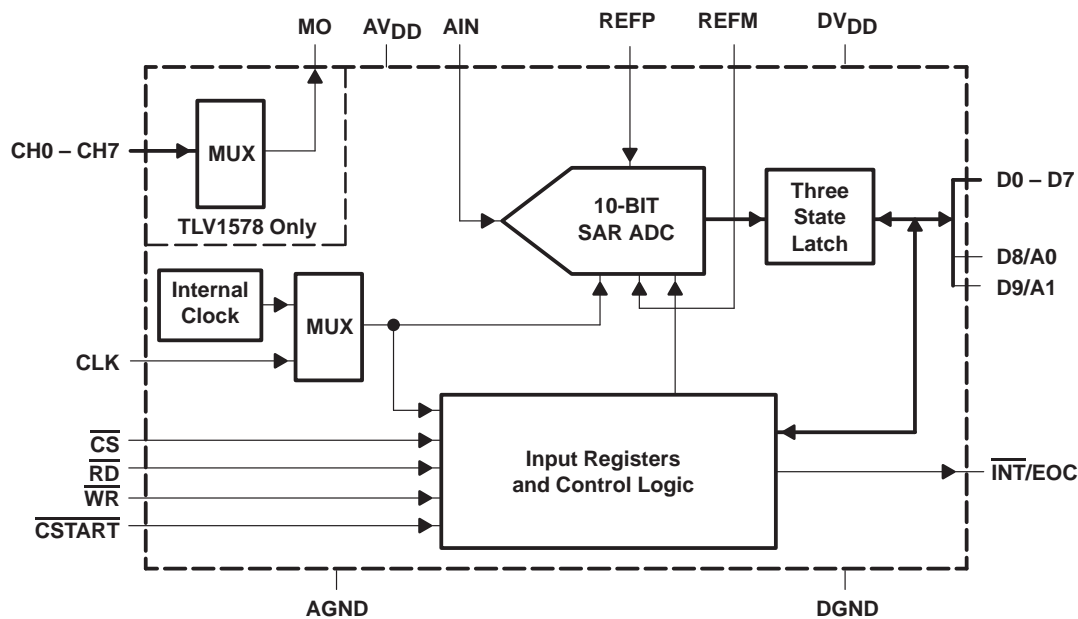 MO
AVDD
AIN
REFP
REFM
DVDD
CH0 – CH7
MUX
TLV1578 Only
10-BIT
SAR ADC
Three
State
Latch
D0 – D7
D8/A0
D9/A1
Internal
Clock
MUX
CLK
CS
RD
WR
CSTART
Input Registers
and Control Logic
INT/EOC
AGND
DGND